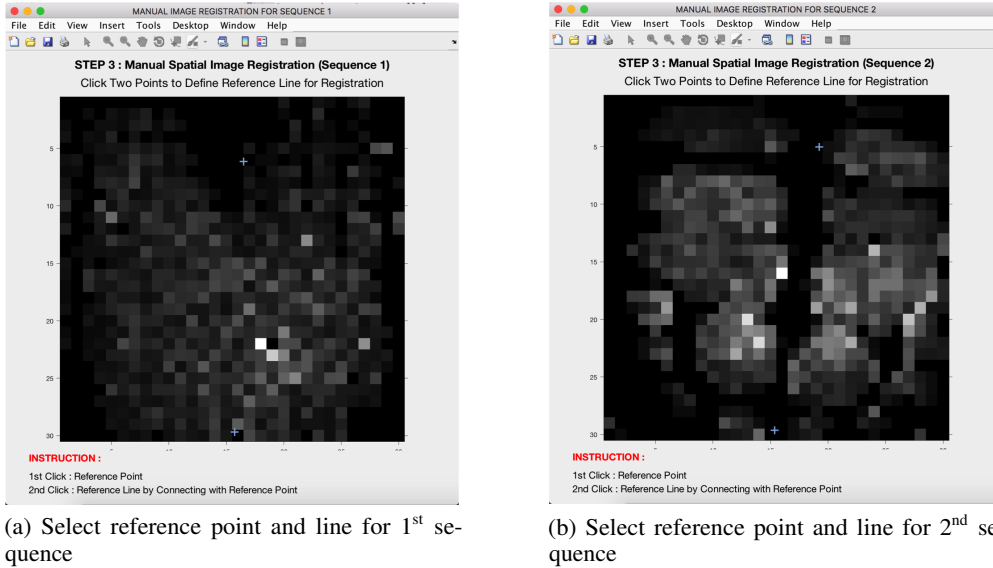 MANUAL IMAGE REGISTRATION FOR SEQUENCE 1
File Edit View Insert Tools Desktop Window Help
STEP 3 : Manual Spatial Image Registration (Sequence 1)
Click Two Points to Define Reference Line for Registration
5
10
15
20
25
30
INSTRUCTION :
1st Click : Reference Point
2nd Click : Reference Line by Connecting with Reference Point
(a) Select reference point and line for 1st se-
quence
MANUAL IMAGE REGISTRATION FOR SEQUENCE 2
File Edit View Insert Tools Desktop Window Help
STEP 3 : Manual Spatial Image Registration (Sequence 2)
Click Two Points to Define Reference Line for Registration
5
10
15
20
25
30
INSTRUCTION :
1st Click : Reference Point
2nd Click : Reference Line by Connecting with Reference Point
(b) Select reference point and line for 2nd se
quence